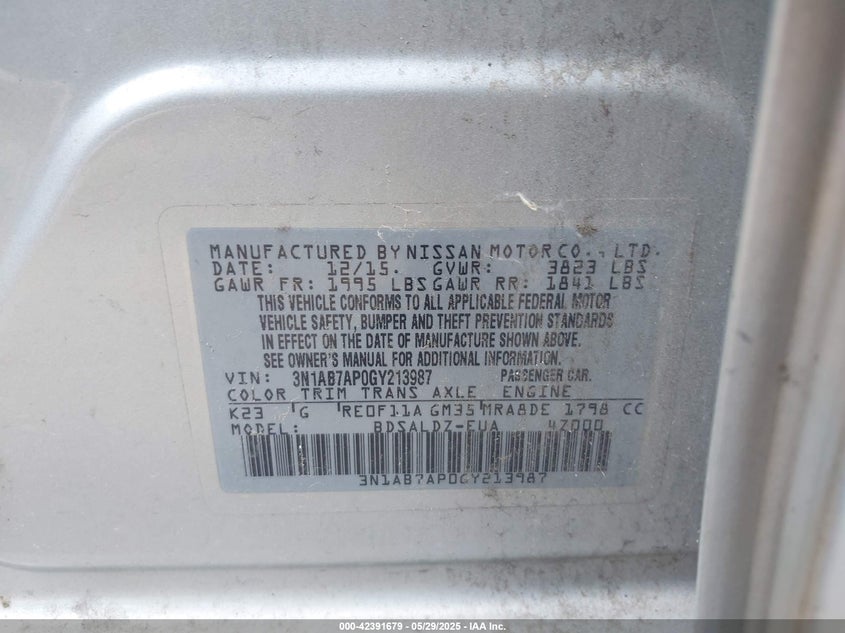 MANUFACTURED BY NISSAN MOTOR CO., LTD.
DATE: 12/15. GVWR: 3823 LBS
GAWR FR: 1995 LBS GAWR RR: 1841 LBS
THIS VEHICLE CONFORMS TO ALL APPLICABLE FEDERAL MOTOR
VEHICLE SAFETY, BUMPER AND THEFT PREVENTION STANDARDS
IN EFFECT ON THE DATE OF MANUFACTURE SHOWN ABOVE.
SEE OWNER'S MANUAL FOR ADDITIONAL INFORMATION.
VIN: 3N1AB7AP0GY213987 PASSENGER CAR.
COLOR TRIM TRANS AXLE ENGINE
K23 G RE0F11A GM35 MRA8DE 1798 CC
MODEL: BDSALDZ-EUA 4Z000
3N1AB7AP0GY213987
000-42391679 - 05/29/2025 - IAA Inc.